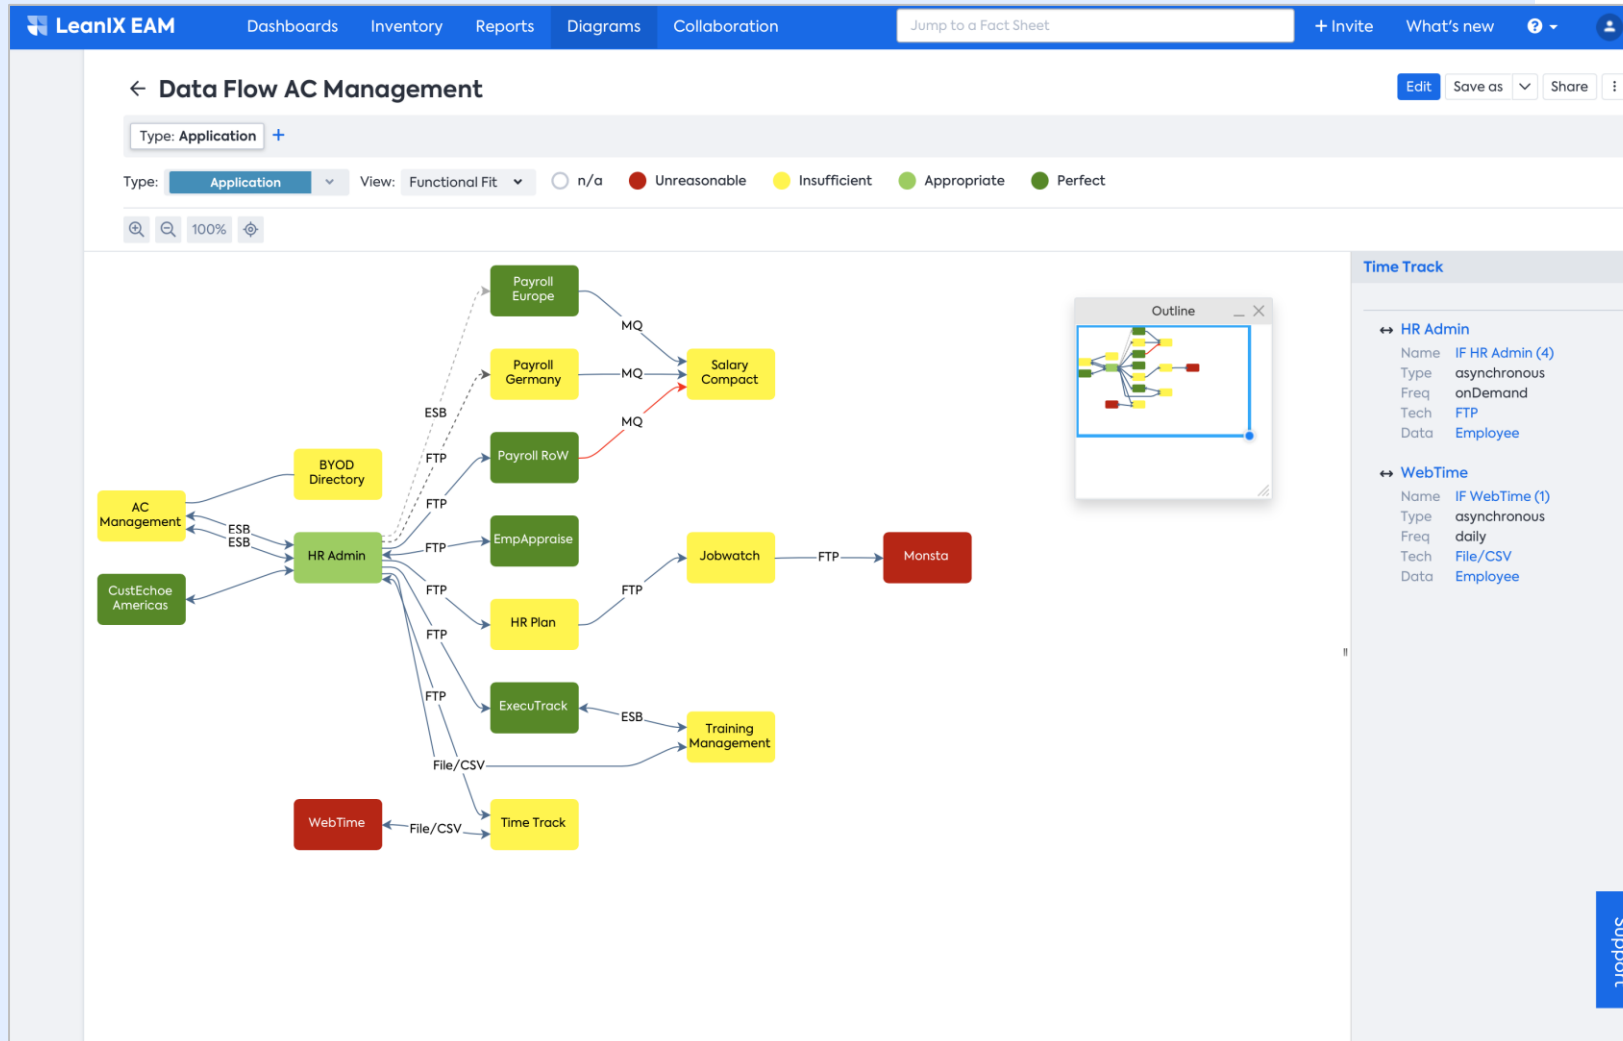 LeanIX EAM
Dashboards
Inventory
Reports
Diagrams
Collaboration
Jump to a Fact Sheet
+ Invite
What's new
?
← Data Flow AC Management
Edit
Save as
Share
Type: Application +
Type: Application
View: Functional Fit
n/a
Unreasonable
Insufficient
Appropriate
Perfect
100%
Payroll
Europe
MQ
Payroll
Germany
MQ
Salary
Compact
ESB
MQ
FTP
Payroll RoW
BYOD
Directory
FTP
AC
Management
ESB
ESB
HR Admin
FTP
EmpAppraise
Jobwatch
FTP
Monsta
CustEchoe
Americas
FTP
FTP
HR Plan
FTP
FTP
ExecuTrack
ESB
Training
Management
File/CSV
WebTime
File/CSV
Time Track
Outline
Time Track
↔ HR Admin
Name IF HR Admin (4)
Type asynchronous
Freq onDemand
Tech FTP
Data Employee
↔ WebTime
Name IF WebTime (1)
Type asynchronous
Freq daily
Tech File/CSV
Data Employee
Support